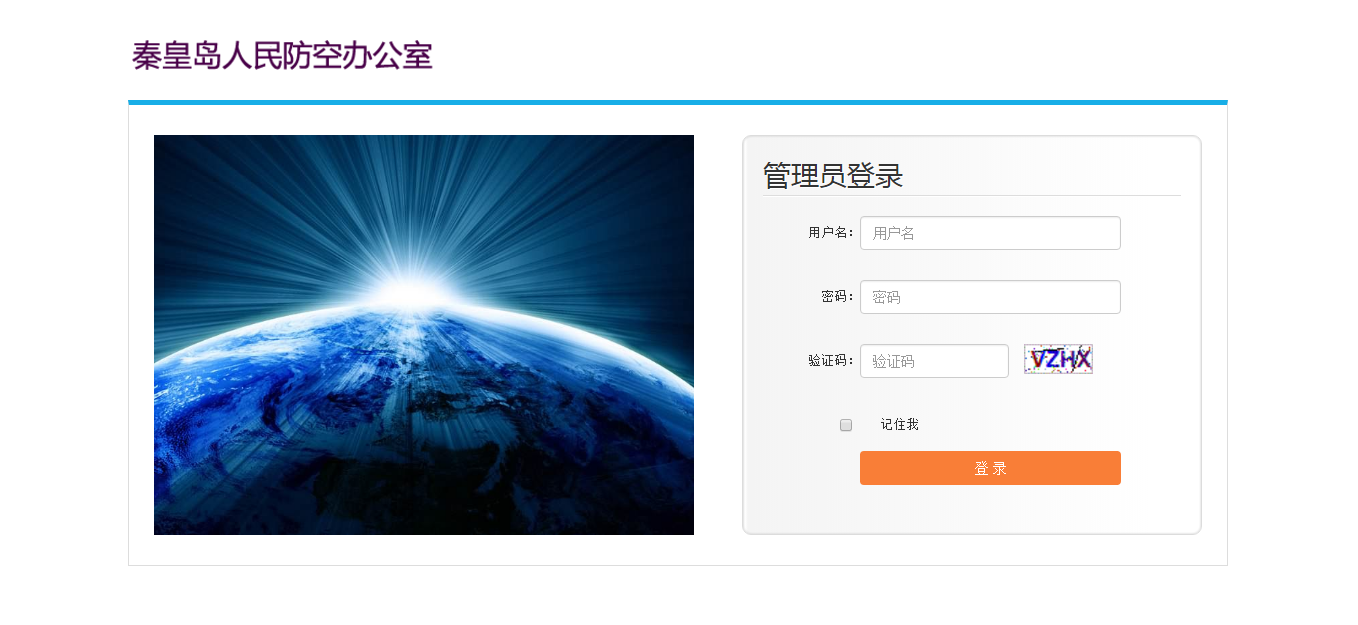 秦皇岛人民防空办公室
管理员登录
用户名： 用户名
密码： 密码
验证码： 验证码 VZHX
记住我
登 录